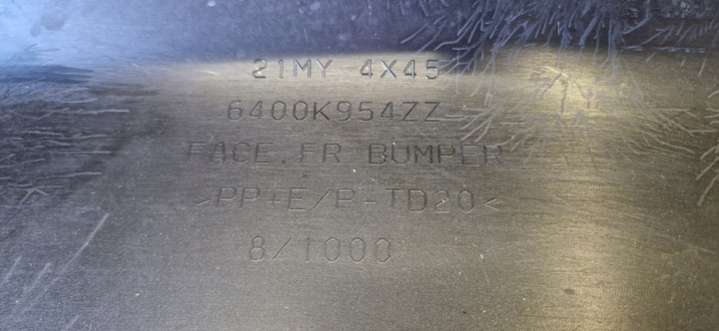 21MY 4X45
6400K954ZZ
FACE.FR BUMPER
>PP+E/P-TD20<
8/1000